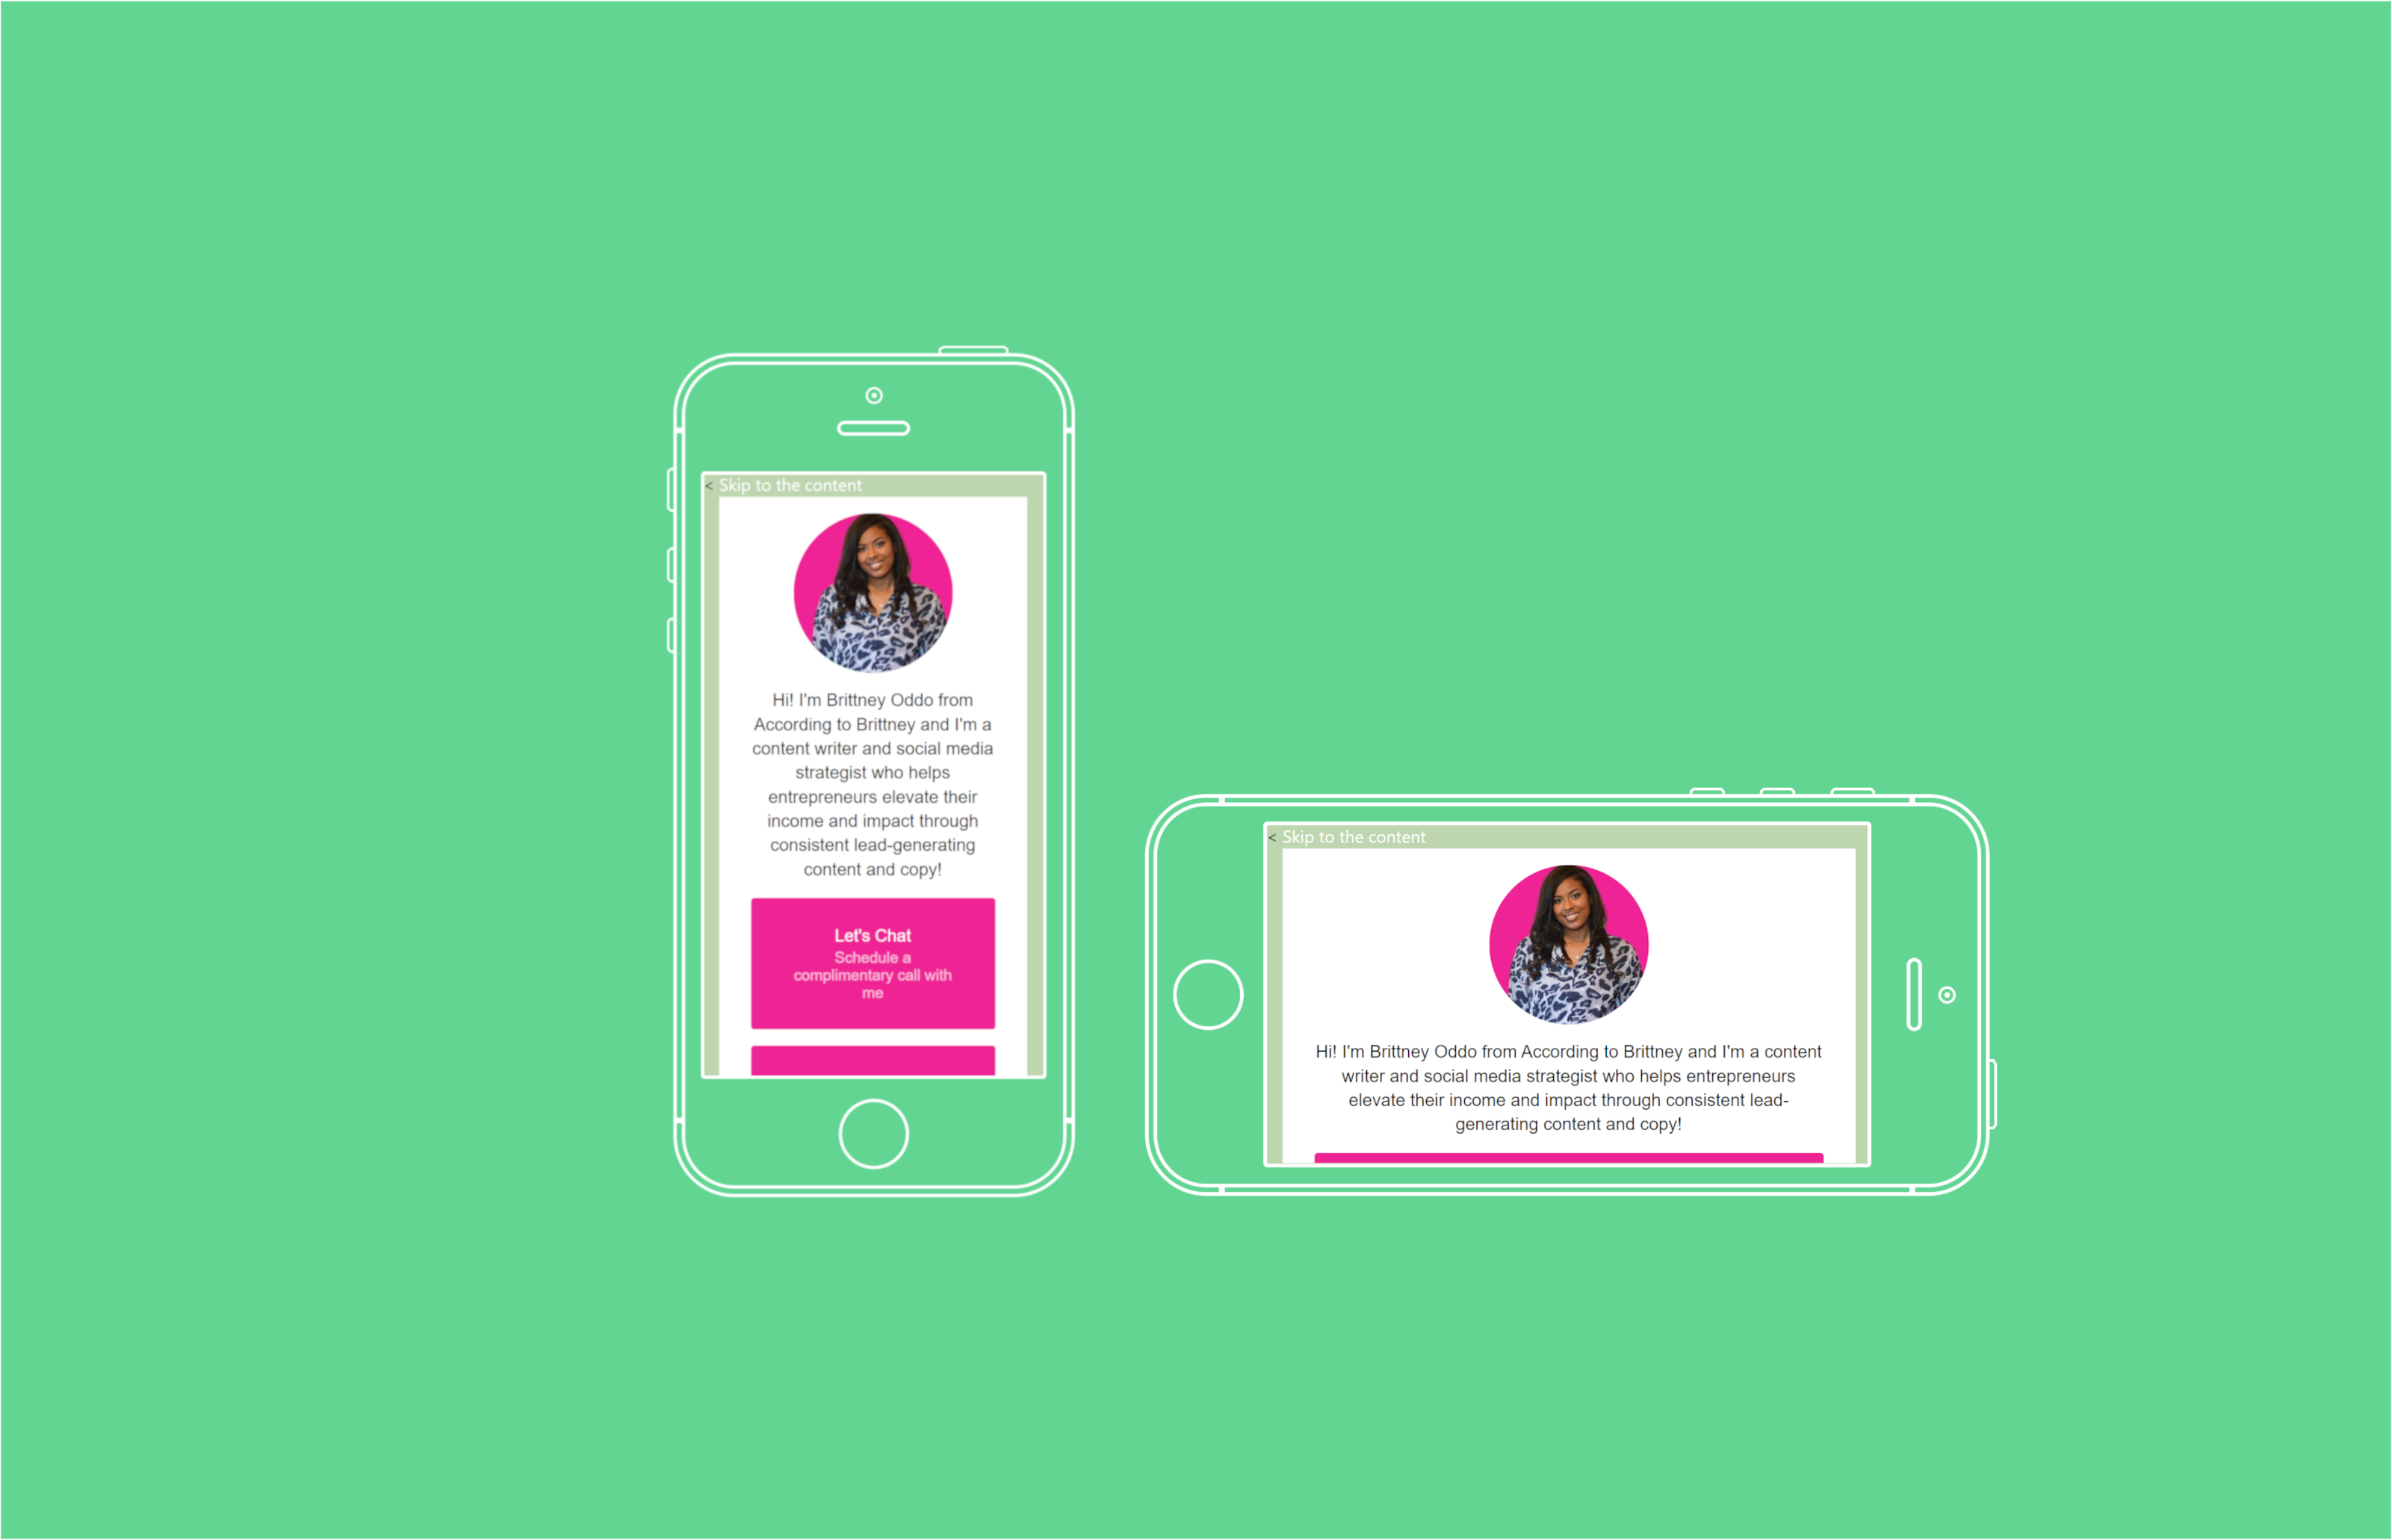 < Skip to the content
Hi! I'm Brittney Oddo from
According to Brittney and I'm a
content writer and social media
strategist who helps
entrepreneurs elevate their
income and impact through
consistent lead-generating
content and copy!
Let's Chat
Schedule a
complimentary call with
me
< Skip to the content
Hi! I'm Brittney Oddo from According to Brittney and I'm a content
writer and social media strategist who helps entrepreneurs
elevate their income and impact through consistent lead-
generating content and copy!